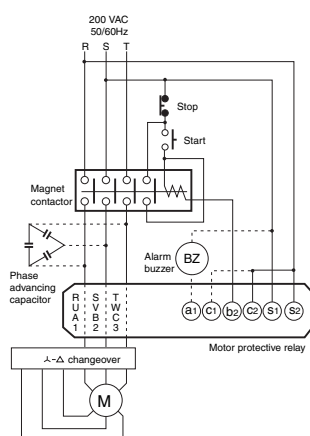 200 VAC
50/60Hz
R S T
Stop
Start
Magnet
contactor
Alarm
buzzer
BZ
Phase
advancing
capacitor
R S T
U V W
A B C
1 2 3
a1 c1 b2 c2 s1 s2
Motor protective relay
⅄-△ changeover
M